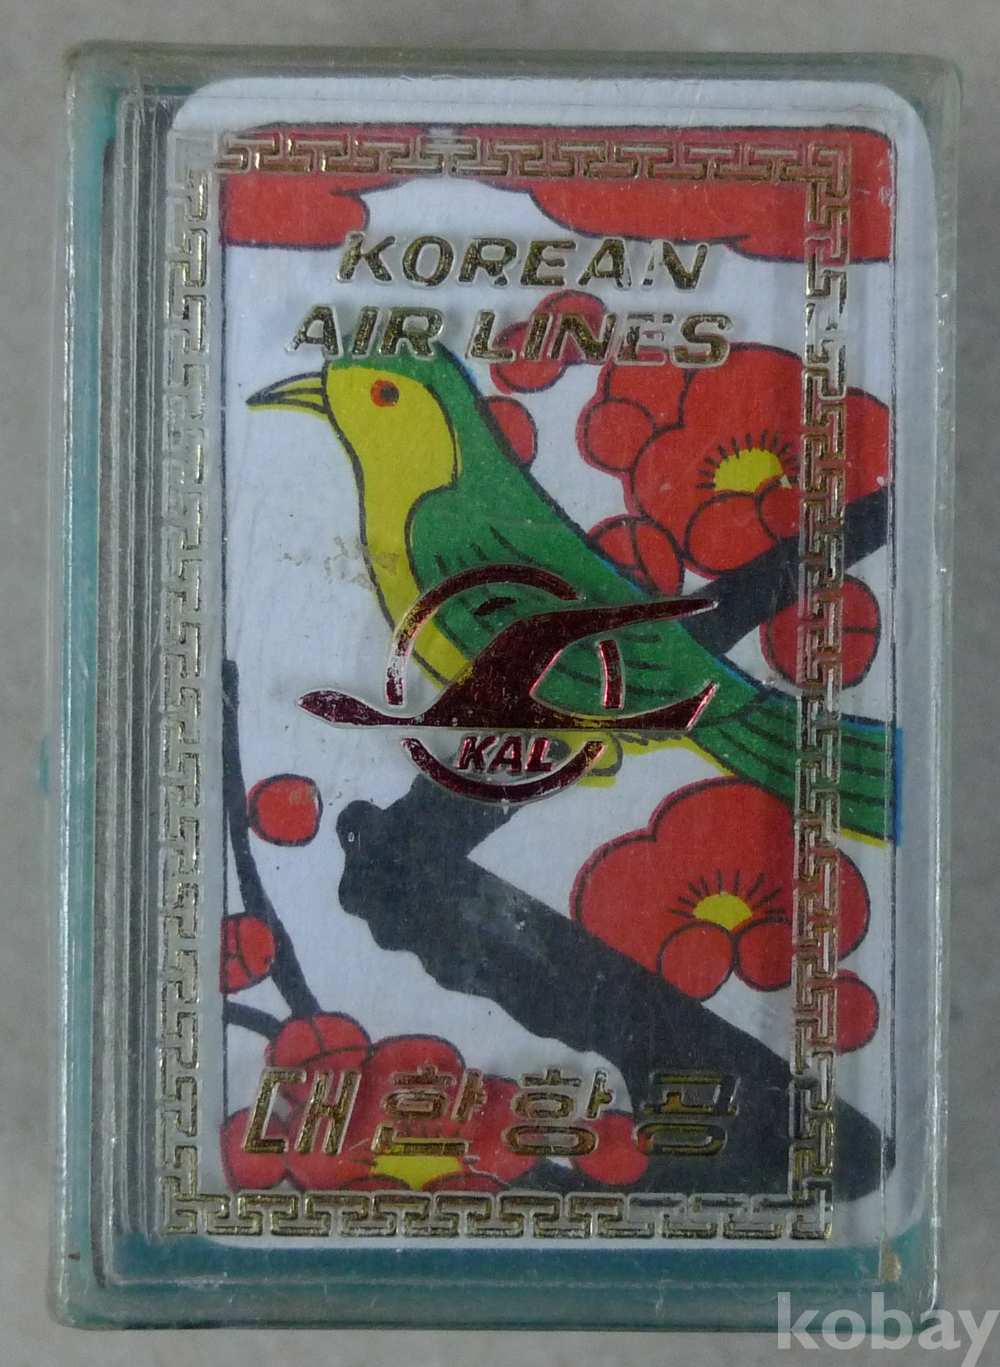 KOREAN
AIR LINES
KAL
대한항공
kobay